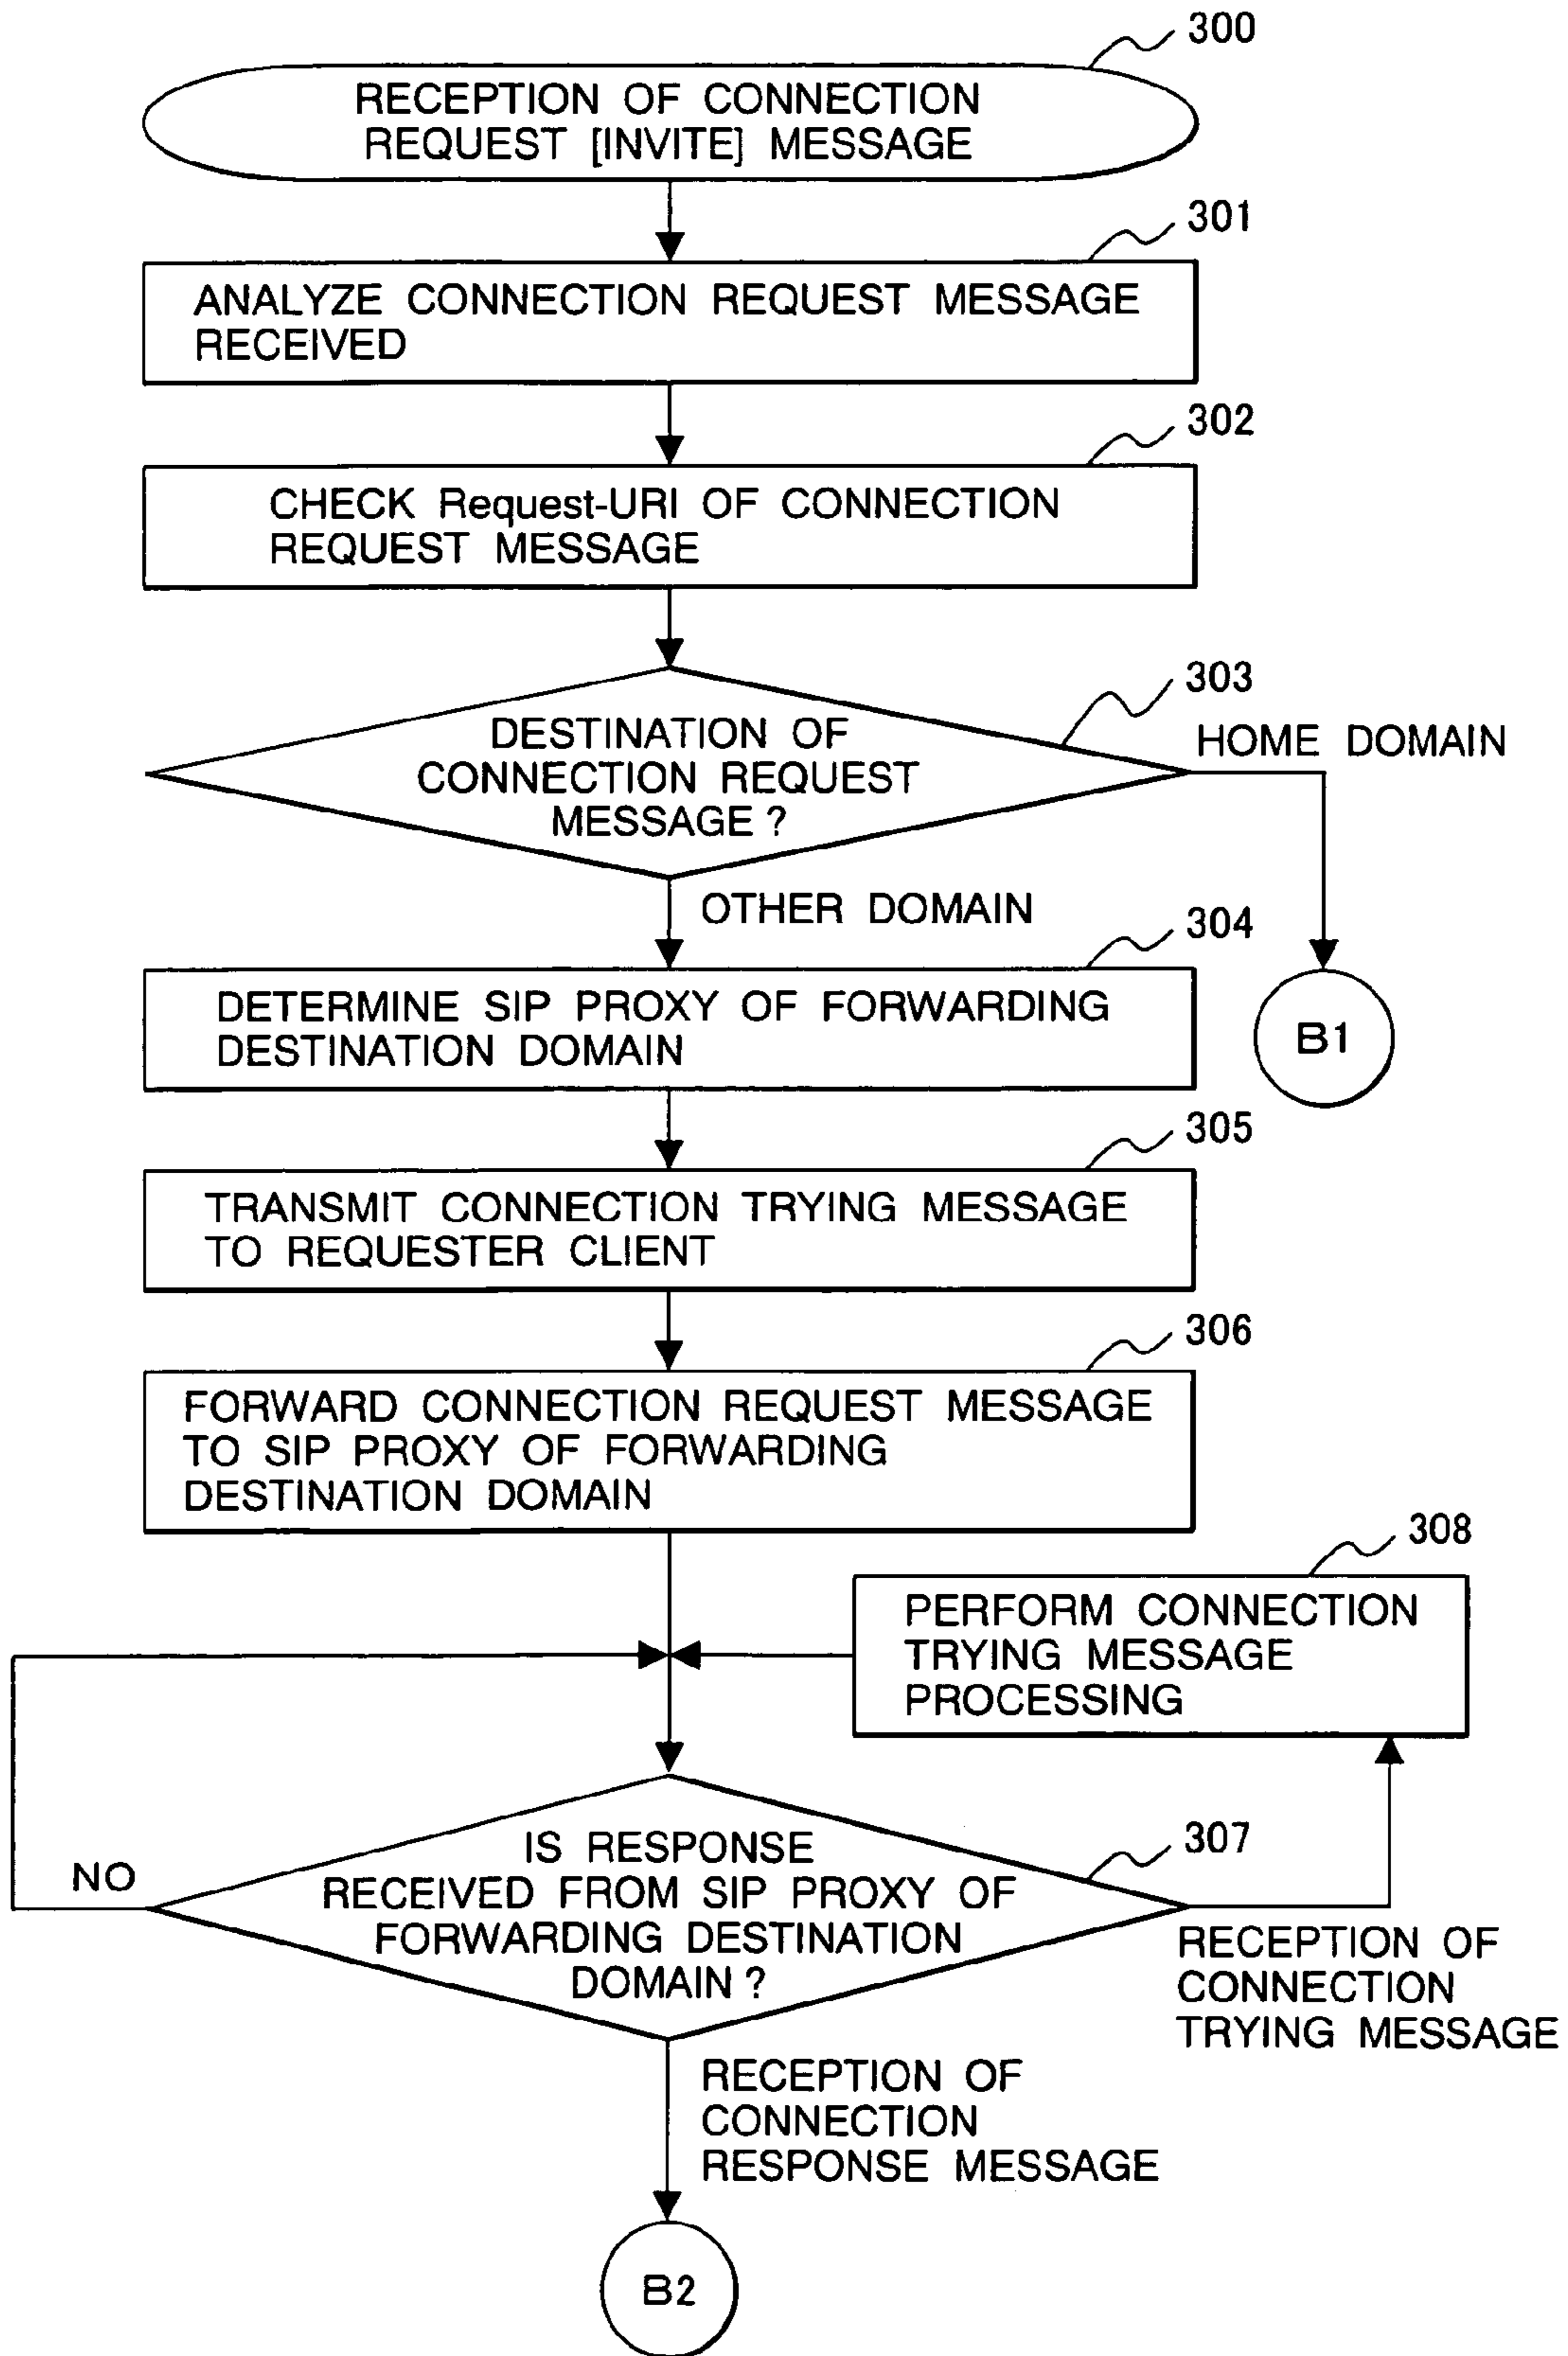 300
RECEPTION OF CONNECTION
REQUEST [INVITE] MESSAGE
301
ANALYZE CONNECTION REQUEST MESSAGE
RECEIVED
302
CHECK Request-URI OF CONNECTION
REQUEST MESSAGE
303
HOME DOMAIN
DESTINATION OF
CONNECTION REQUEST
MESSAGE ?
OTHER DOMAIN
304
DETERMINE SIP PROXY OF FORWARDING
DESTINATION DOMAIN
B1
305
TRANSMIT CONNECTION TRYING MESSAGE
TO REQUESTER CLIENT
306
FORWARD CONNECTION REQUEST MESSAGE
TO SIP PROXY OF FORWARDING
DESTINATION DOMAIN
308
PERFORM CONNECTION
TRYING MESSAGE
PROCESSING
307
IS RESPONSE
RECEIVED FROM SIP PROXY OF
FORWARDING DESTINATION
DOMAIN ?
NO
RECEPTION OF
CONNECTION
TRYING MESSAGE
RECEPTION OF
CONNECTION
RESPONSE MESSAGE
B2